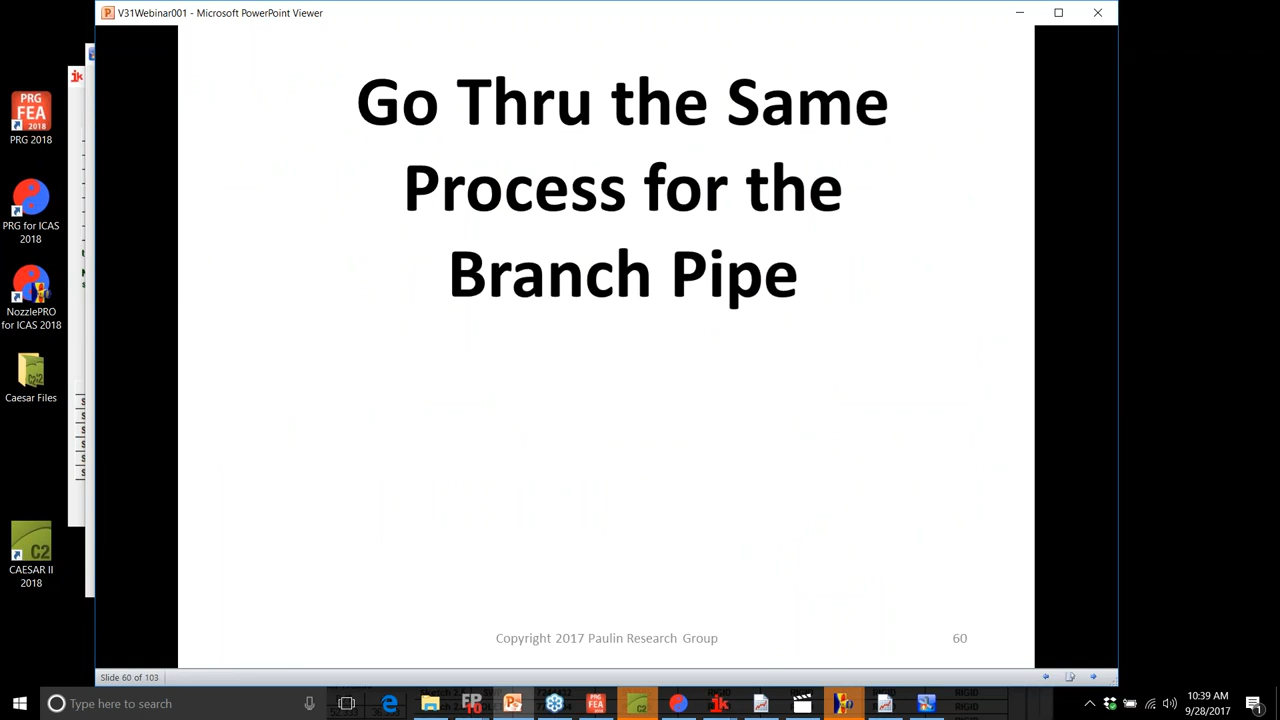 V31Webinar001 - Microsoft PowerPoint Viewer
Go Thru the Same
Process for the
Branch Pipe
Copyright 2017 Paulin Research Group
60
Slide 60 of 103
PRG
FEA
2018
PRG 2018
PRG for ICAS
2018
NozzlePRO
for ICAS 2018
C2
Caesar Files
C2
CAESAR II
2018
Type here to search
10:39 AM
9/28/2017